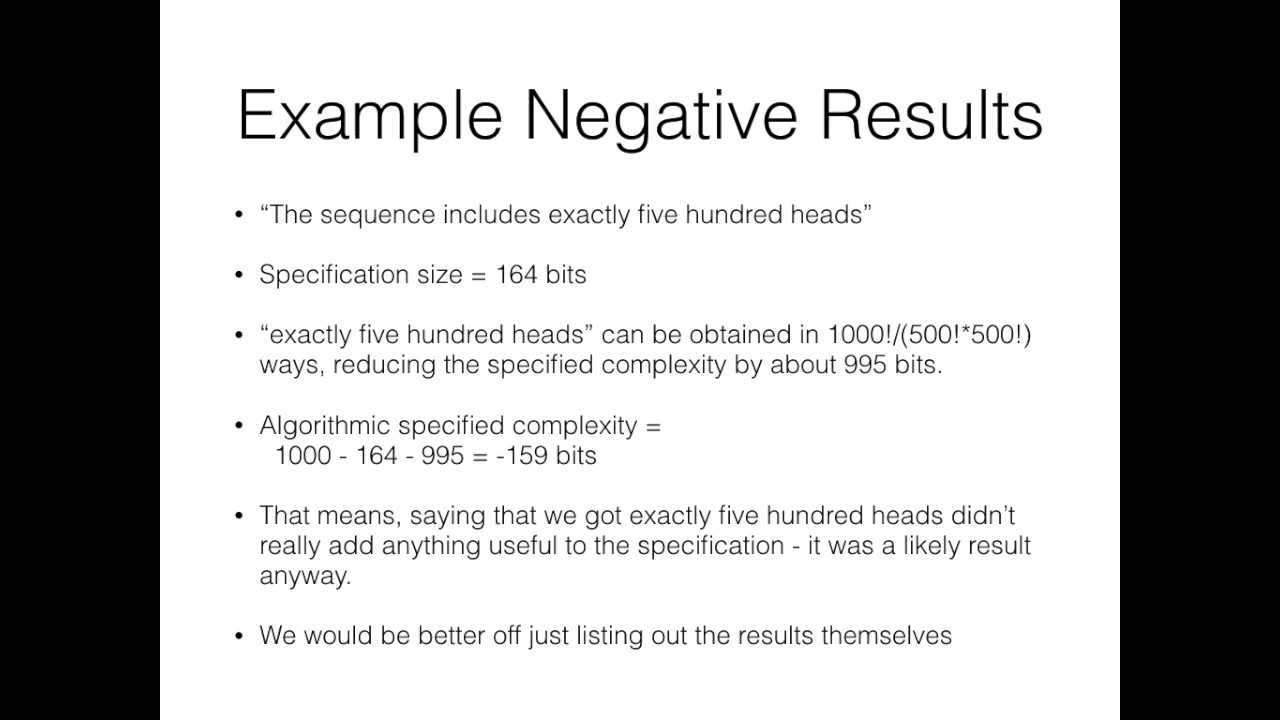 Example Negative Results
• “The sequence includes exactly five hundred heads”
• Specification size = 164 bits
• “exactly five hundred heads” can be obtained in 1000!/(500!*500!)
ways, reducing the specified complexity by about 995 bits.
• Algorithmic specified complexity =
1000 - 164 - 995 = -159 bits
• That means, saying that we got exactly five hundred heads didn’t
really add anything useful to the specification - it was a likely result
anyway.
• We would be better off just listing out the results themselves